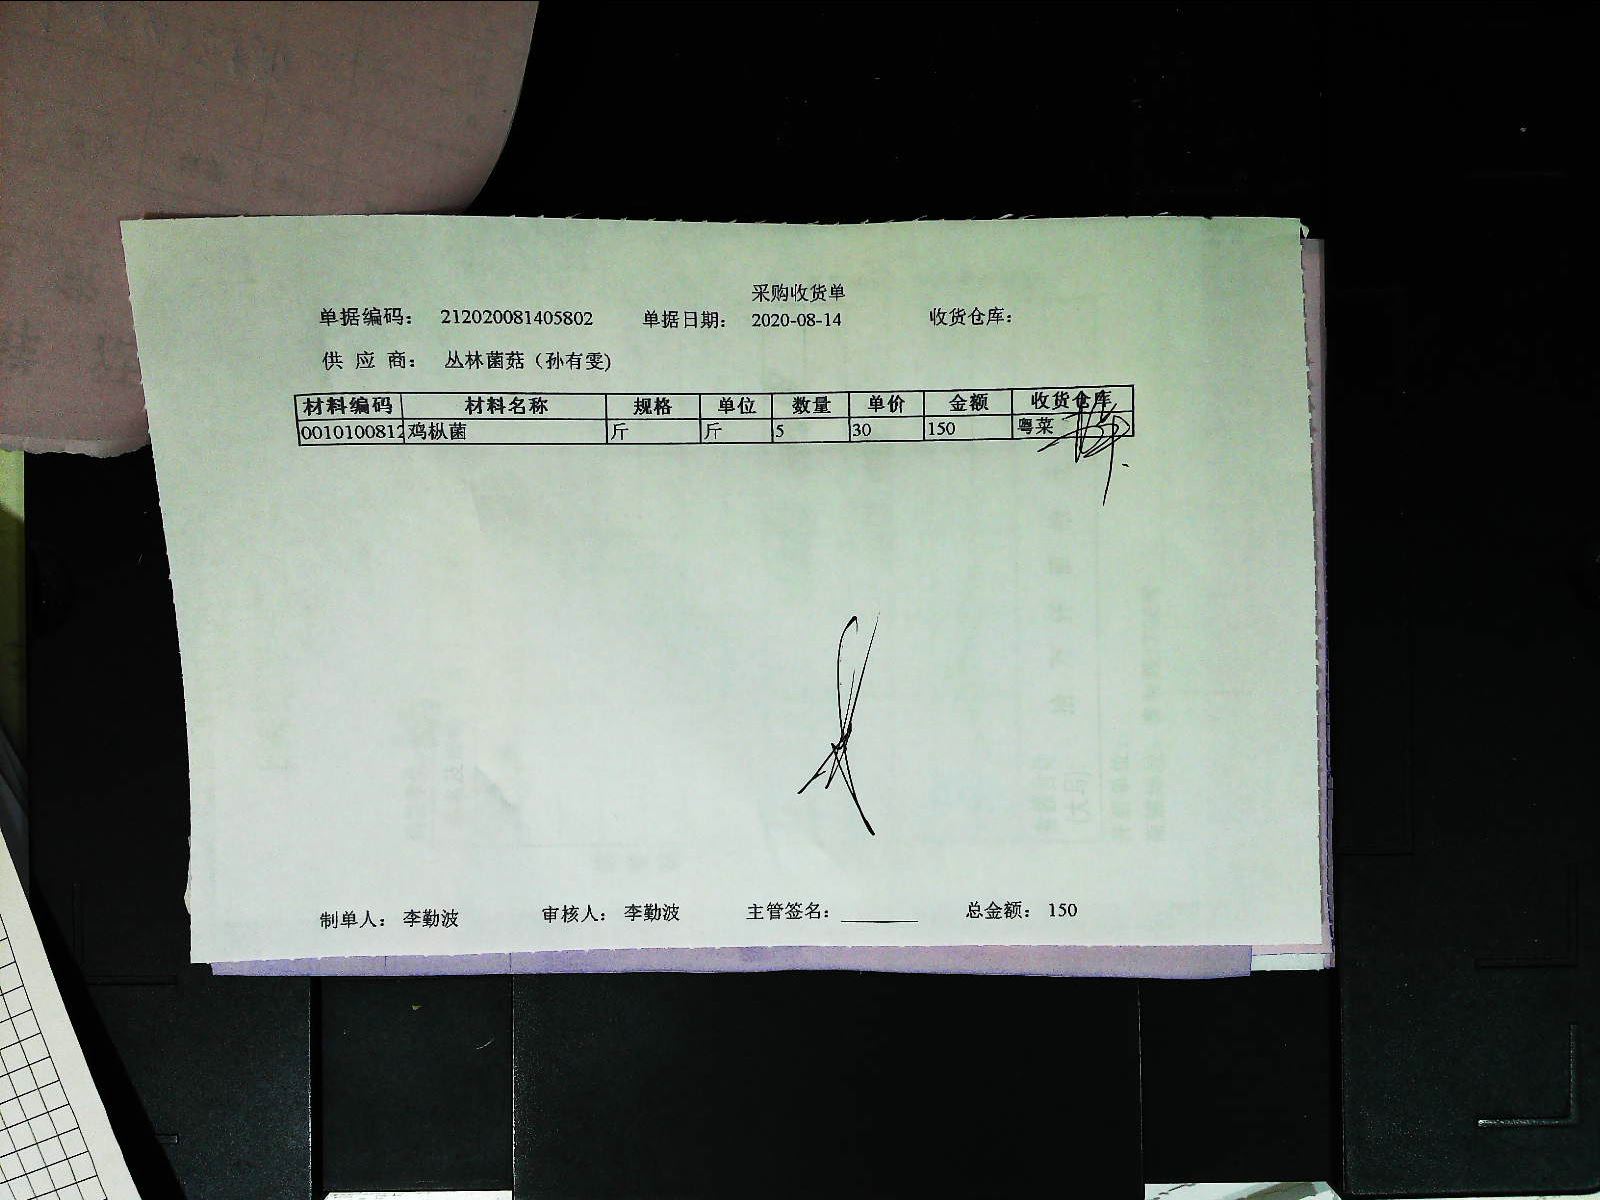 采购收货单
单据编码： 212020081405802 单据日期： 2020-08-14 收货仓库：
供 应 商： 丛林菌菇（孙有雯)
材料编码 材料名称 规格 单位 数量 单价 金额 收货仓库
0010100812 鸡枞菌 斤 斤 5 30 150 粤菜
制单人： 李勤波 审核人： 李勤波 主管签名： 总金额： 150